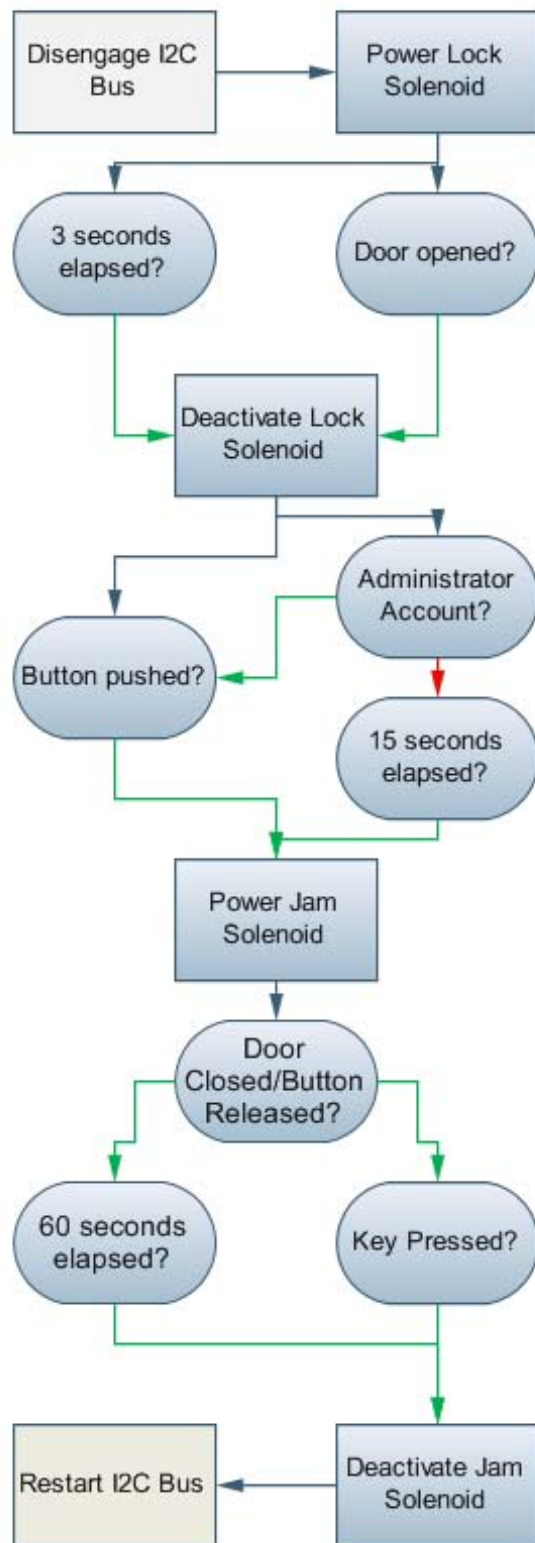 Disengage I2C
Bus
Power Lock
Solenoid
3 seconds
elapsed?
Door opened?
Deactivate Lock
Solenoid
Administrator
Account?
Button pushed?
15 seconds
elapsed?
Power Jam
Solenoid
Door
Closed/Button
Released?
60 seconds
elapsed?
Key Pressed?
Restart I2C Bus
Deactivate Jam
Solenoid